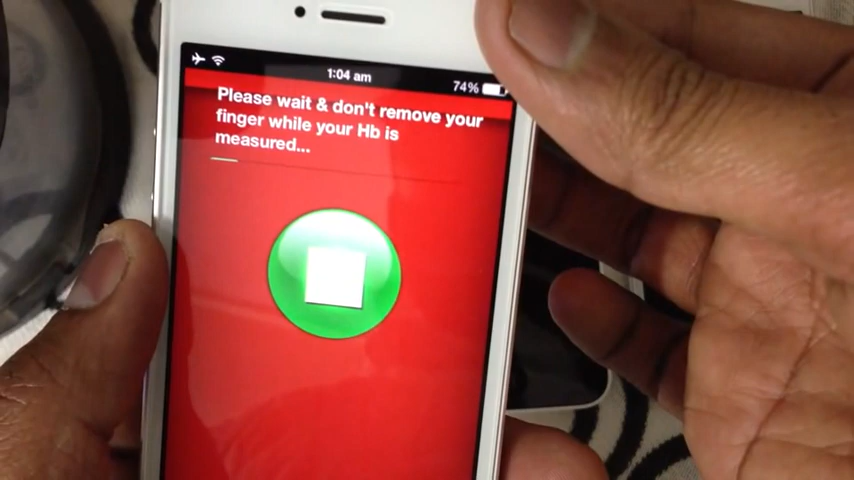 1:04 am
74%
Please wait & don't remove your
finger while your Hb is
measured...